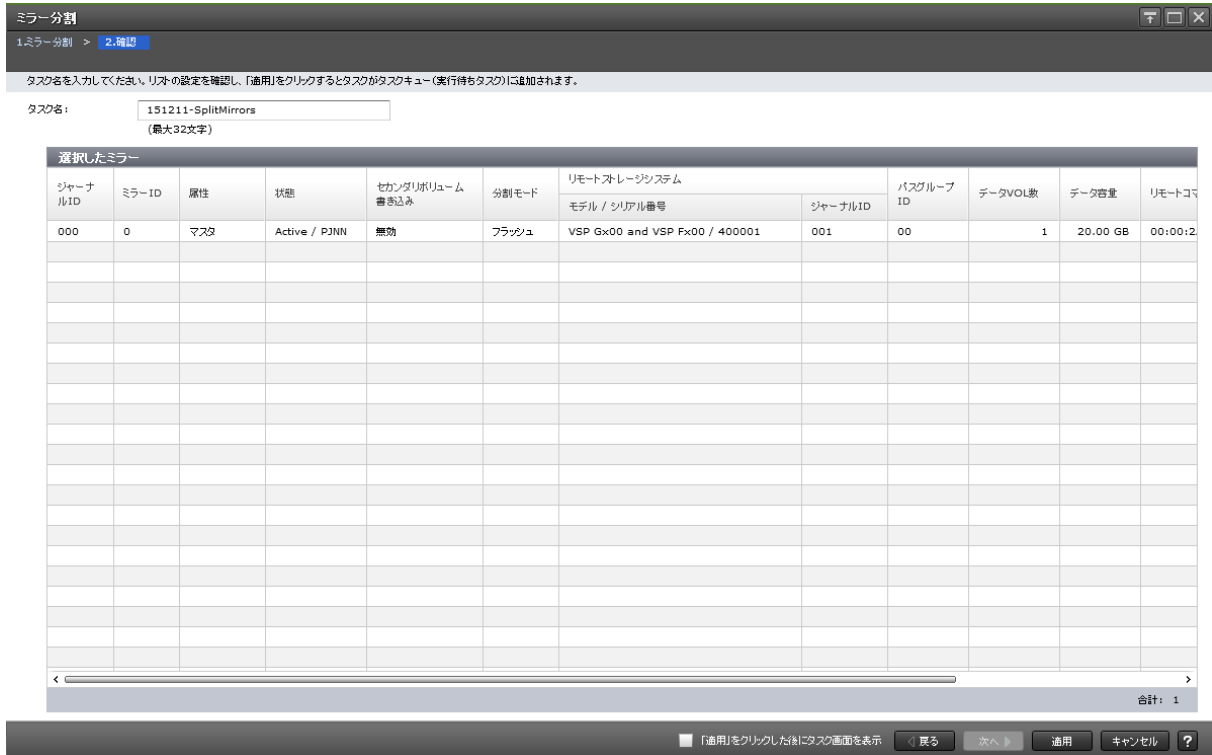 ミラー分割
1.ミラー分割 > 2.確認
タスク名を入力してください。リストの設定を確認し、「適用」をクリックするとタスクがタスクキュー(実行待ちタスク)に追加されます。
タスク名: 151211-SplitMirrors
(最大32文字)
選択したミラー
ジャーナルID ミラーID 属性 状態 セカンダリボリューム書き込み 分割モード リモートストレージシステム パスグループID データVOL数 データ容量 リモートコマ
モデル / シリアル番号 ジャーナルID
000 0 マスタ Active / PJNN 無効 フラッシュ VSP Gx00 and VSP Fx00 / 400001 001 00 1 20.00 GB 00:00:2
合計: 1
「適用」をクリックした後にタスク画面を表示 戻る 次へ 適用 キャンセル ?